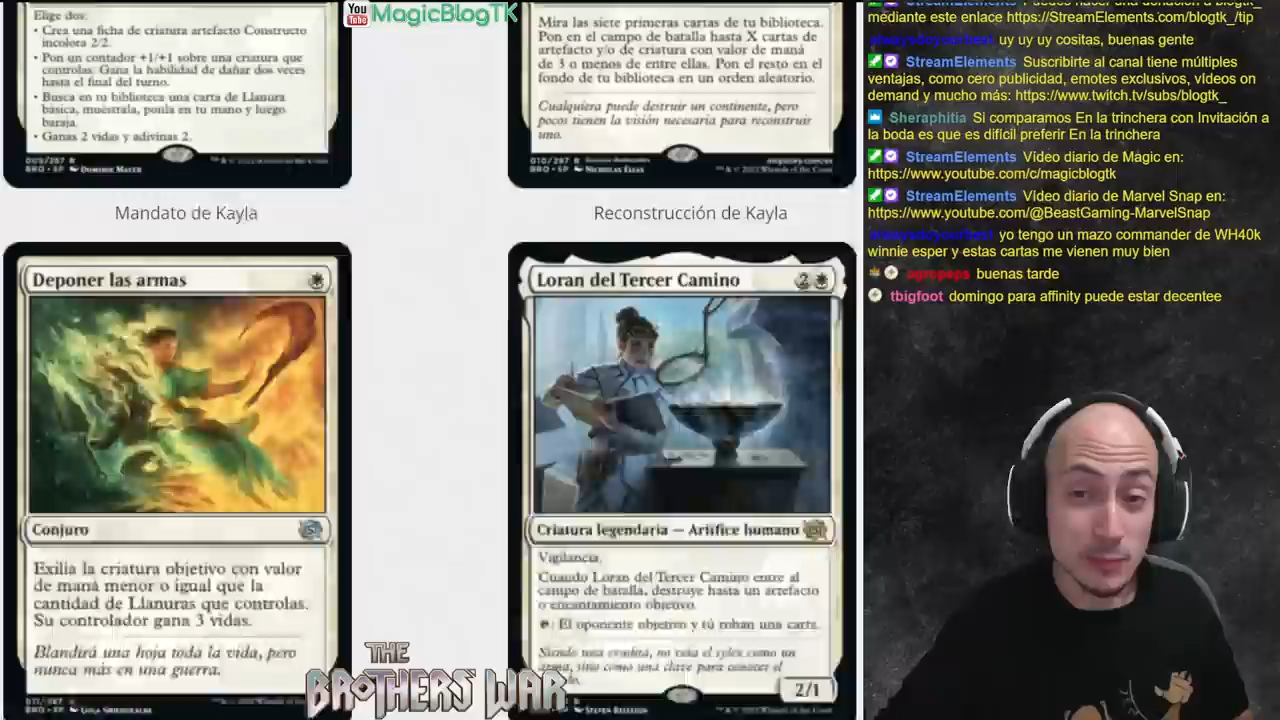 Elige dos:
• Crea una ficha de criatura artefacto Constructo
incolora 2/2.
• Pon un contador +1/+1 sobre una criatura que
controlas. Gana la habilidad de dañar dos veces
hasta el final del turno.
• Busca en tu biblioteca una carta de Llanura
básica, muéstrala, ponla en tu mano y luego
baraja.
• Ganas 2 vidas y adivinas 2.
Mandato de Kayla
You
Tube
MagicBlogTK
Mira las siete primeras cartas de tu biblioteca.
Pon en el campo de batalla hasta X cartas de
artefacto y/o de criatura con valor de maná
de 3 o menos de entre ellas. Pon el resto en el
fondo de tu biblioteca en un orden aleatorio.
Cualquiera puede destruir un continente, pero
pocos tienen la visión necesaria para reconstruir
uno.
Reconstrucción de Kayla
Deponer las armas
Conjuro
Exilia la criatura objetivo con valor
de maná menor o igual que la
cantidad de Llanuras que controlas.
Su controlador gana 3 vidas.
Blandirá una hoja toda la vida, pero
nunca más en una guerra.
Loran del Tercer Camino
2
Criatura legendaria — Artífice humano
Vigilancia.
Cuando Loran del Tercer Camino entre al
campo de batalla, destruye hasta un artefacto
o encantamiento objetivo.
: El oponente objetivo y tú roban una carta.
2/1
THE
BROTHERS' WAR
mediante este enlace https://StreamElements.com/blogtk_/tip
alwaysdoyourbest uy uy uy cositas, buenas gente
StreamElements Suscribirte al canal tiene múltiples
ventajas, como cero publicidad, emotes exclusivos, vídeos on
demand y mucho más: https://www.twitch.tv/subs/blogtk_
Sheraphitia Si comparamos En la trinchera con Invitación a
la boda es que es difícil preferir En la trinchera
StreamElements Vídeo diario de Magic en:
https://www.youtube.com/c/magicblogtk
StreamElements Vídeo diario de Marvel Snap en:
https://www.youtube.com/@BeastGaming-MarvelSnap
alwaysdoyourbest yo tengo un mazo commander de WH40k
winnie esper y estas cartas me vienen muy bien
agropops buenas tarde
tbigfoot domingo para affinity puede estar decentee